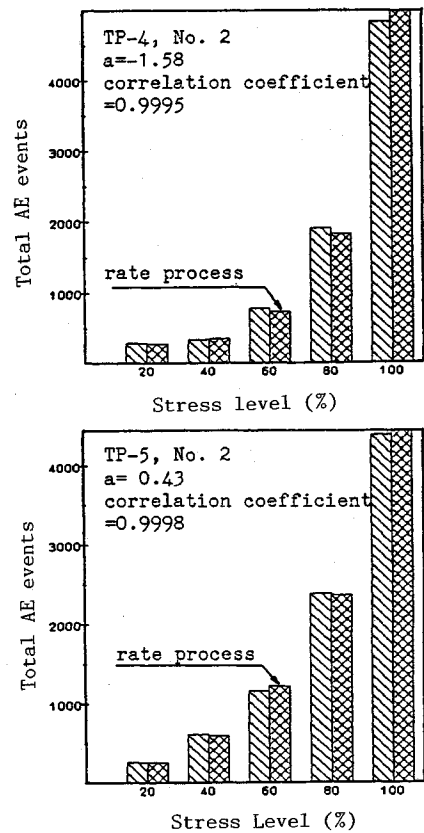 TP-4, No. 2
a=-1.58
correlation coefficient
=0.9995
Total AE events
4000
3000
2000
1000
rate process
20 40 60 80 100
Stress level (%)
TP-5, No. 2
a= 0.43
correlation coefficient
=0.9998
Total AE events
4000
3000
2000
1000
rate process
20 40 60 80 100
Stress Level (%)